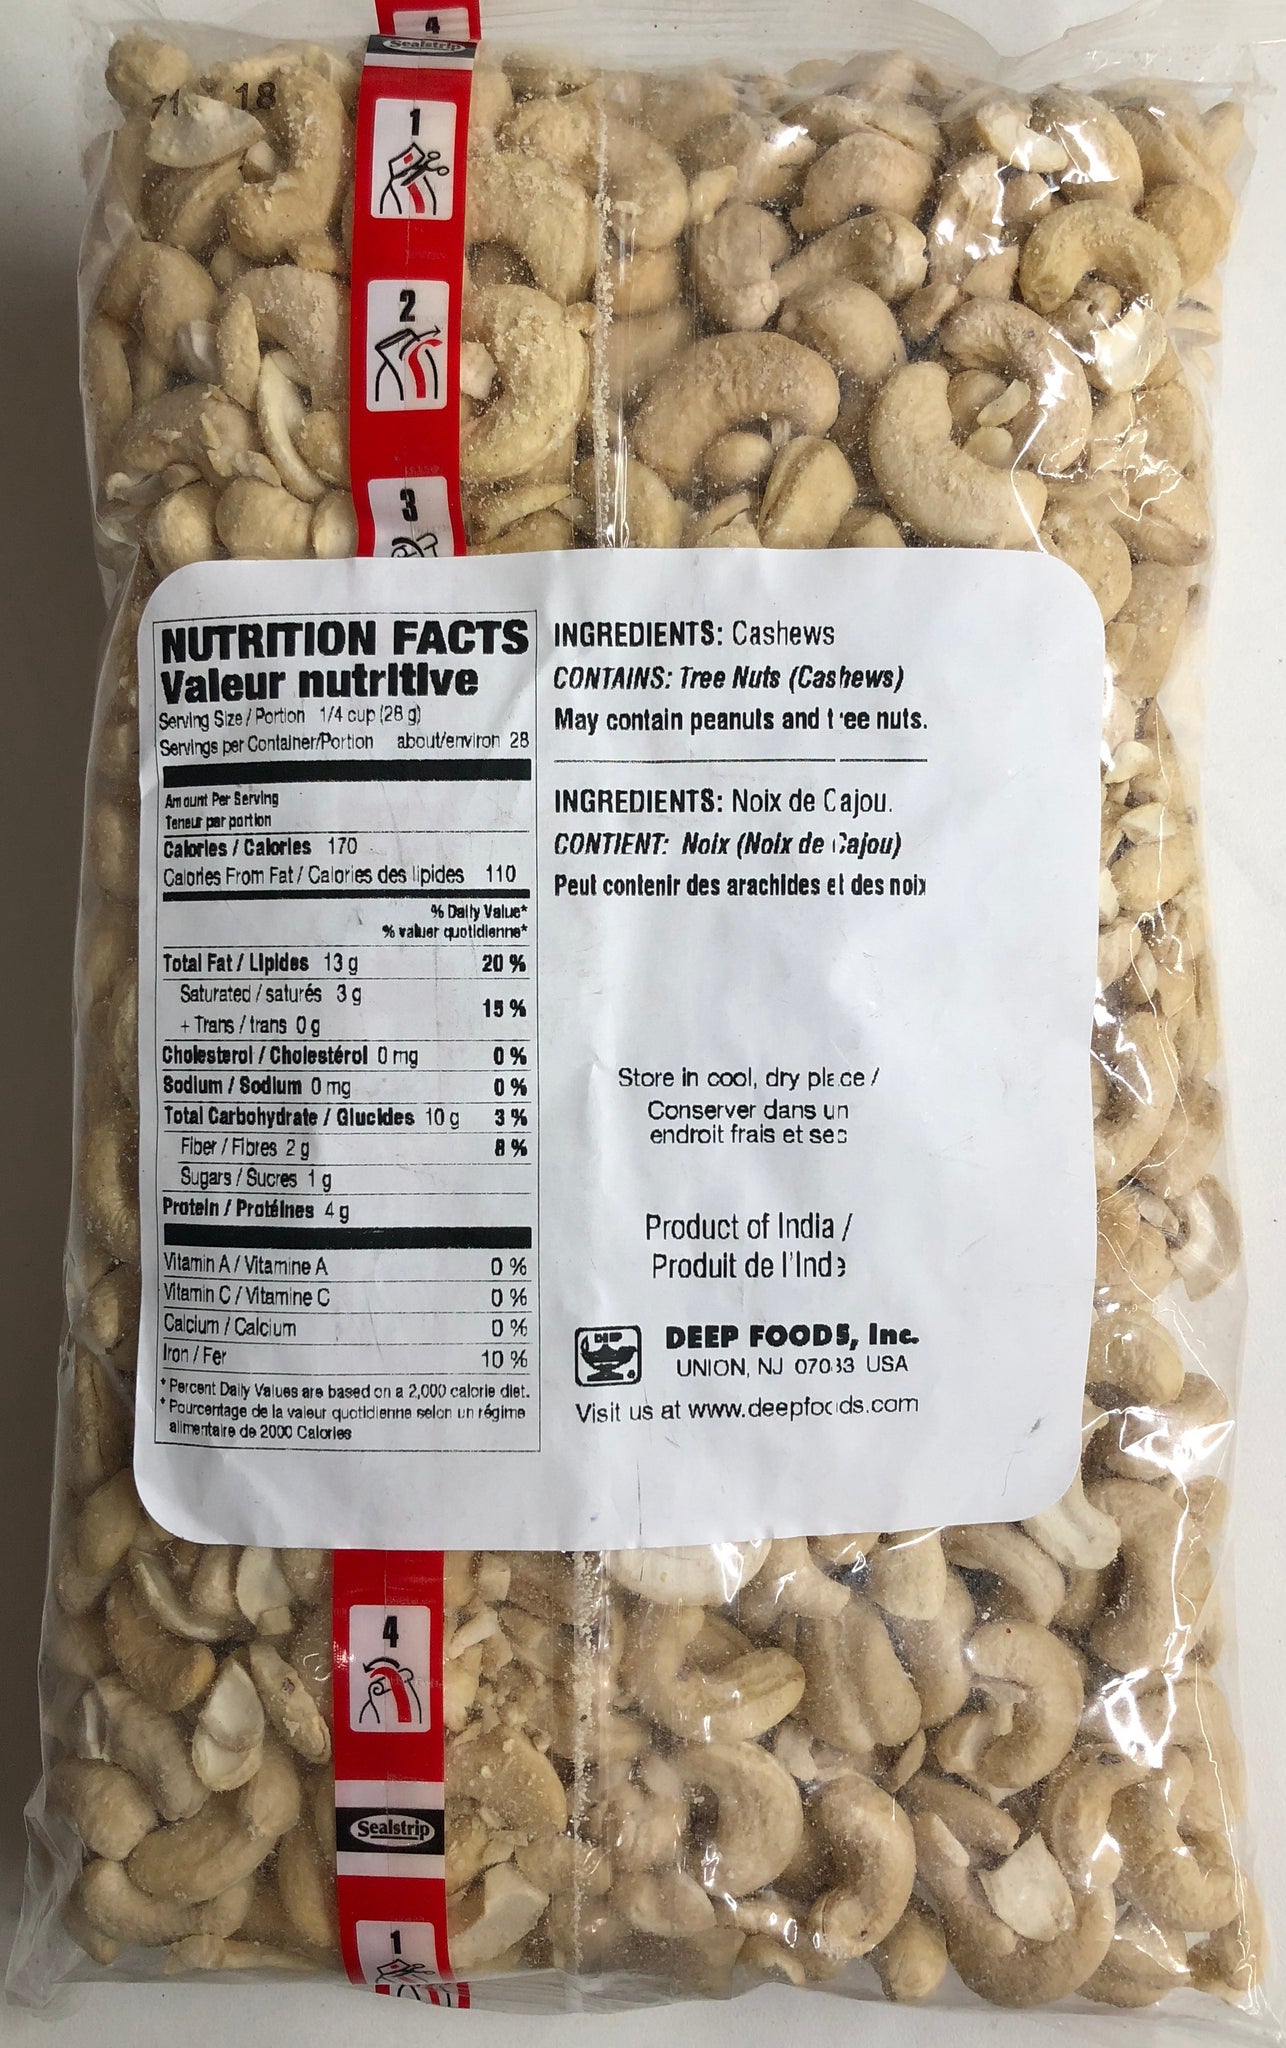 4
Sealstrip
71 18
1
2
3
NUTRITION FACTS
Valeur nutritive
Serving Size / Portion 1/4 cup (28 g)
Servings per Container/Portion about/environ 28
Amount Per Serving
Teneur par portion
Calories / Calories 170
Calories From Fat / Calories des lipides 110
% Daily Value*
% valuer quotidienne*
Total Fat / Lipides 13 g 20 %
Saturated / saturés 3 g
+ Trans / trans 0 g 15 %
Cholesterol / Cholestérol 0 mg 0 %
Sodium / Sodium 0 mg 0 %
Total Carbohydrate / Glucides 10 g 3 %
Fiber / Fibres 2 g 8 %
Sugars / Sucres 1 g
Protein / Protéines 4 g
Vitamin A / Vitamine A 0 %
Vitamin C / Vitamine C 0 %
Calcium / Calcium 0 %
Iron / Fer 10 %
* Percent Daily Values are based on a 2,000 calorie diet.
* Pourcentage de la valeur quotidienne selon un régime
alimentaire de 2000 Calories
INGREDIENTS: Cashews
CONTAINS: Tree Nuts (Cashews)
May contain peanuts and tree nuts.
INGREDIENTS: Noix de Cajou.
CONTIENT: Noix (Noix de Cajou)
Peut contenir des arachides et des noix
Store in cool, dry place /
Conserver dans un
endroit frais et sec
Product of India /
Produit de l'Inde
DEEP
DEEP FOODS, Inc.
UNION, NJ 07083 USA
Visit us at www.deepfoods.com
4
Sealstrip
1